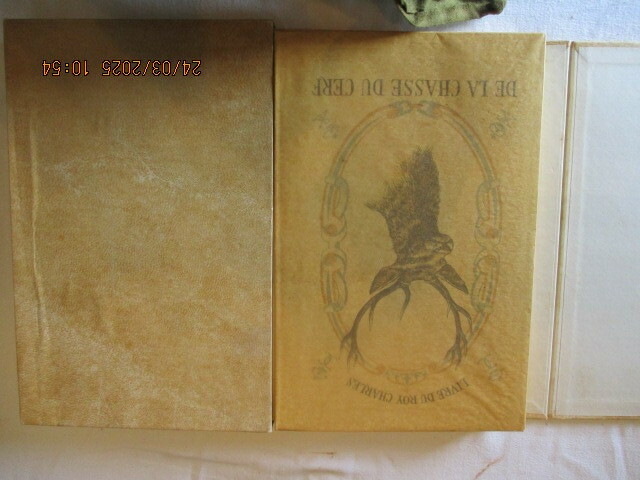 LIVRE DU ROY CHARLES
DE LA CHASSE DU CERF
24/03/2025 10:54